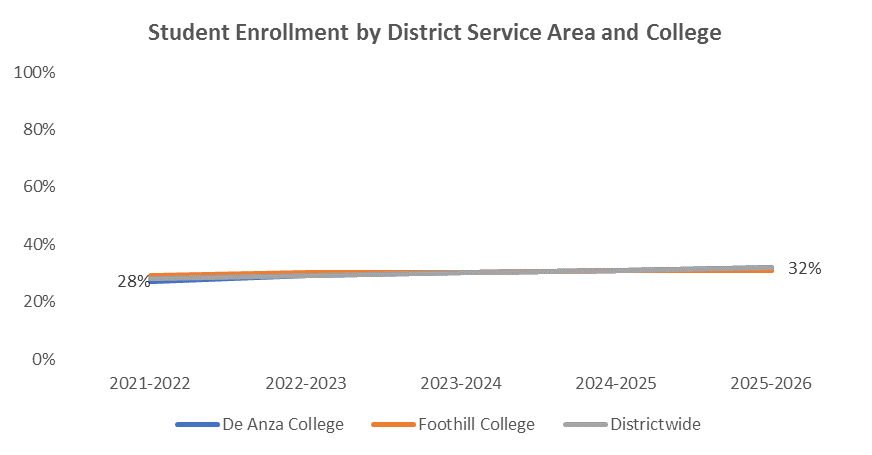 Student Enrollment by District Service Area and College
100%
80%
60%
40%
20%
0%
28%
32%
2021-2022 2022-2023 2023-2024 2024-2025 2025-2026
De Anza College Foothill College Districtwide